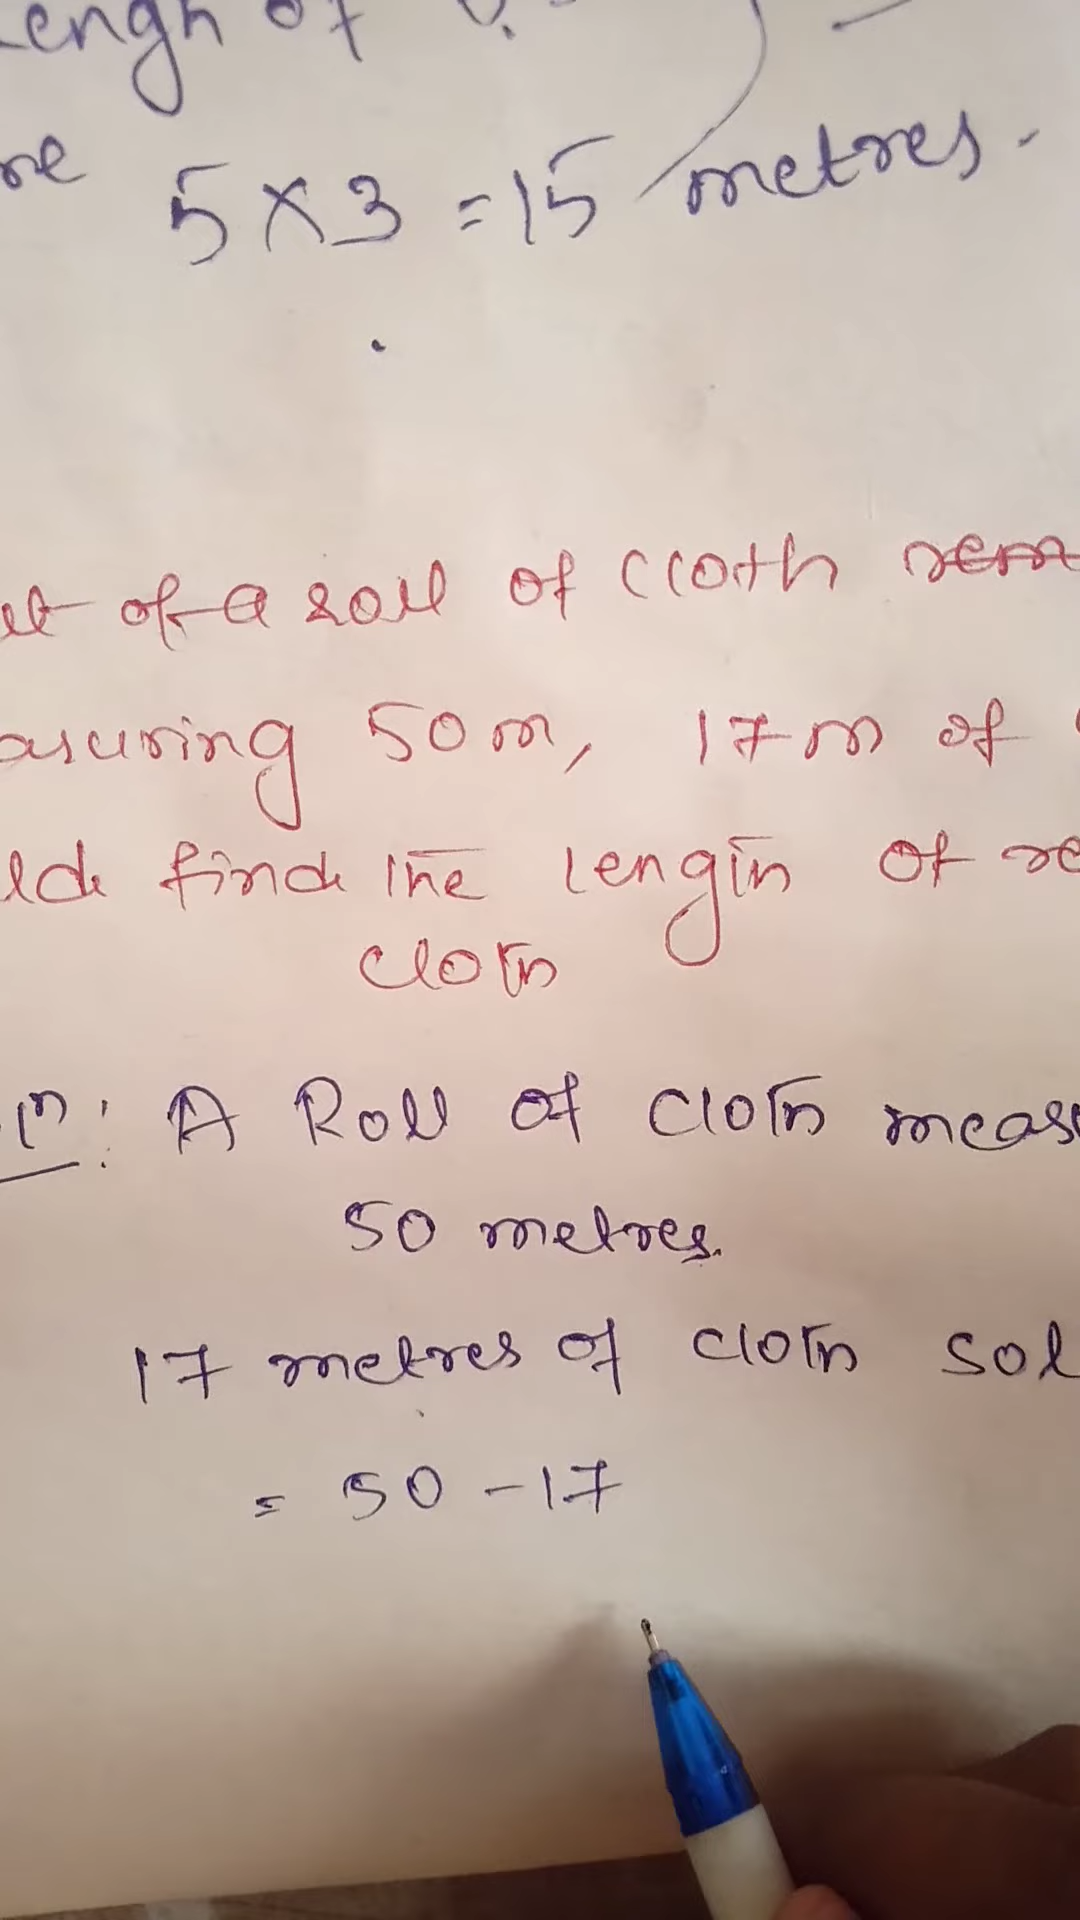 of
5 x 3 = 15 metres.
of a roll of cloth
50m, 17m of
find the length of
cloth
: A Roll of cloth
50 metres.
17 metres of cloth
= 50 - 17